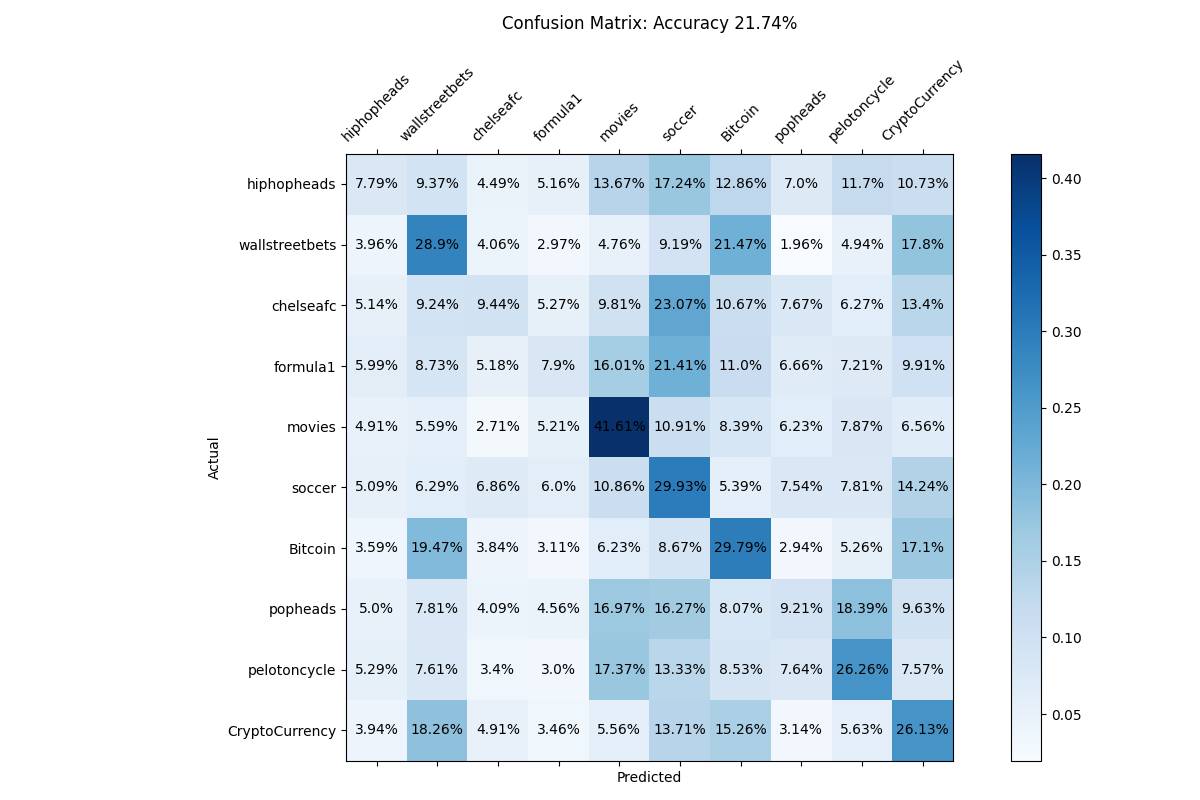 Confusion Matrix: Accuracy 21.74%
hiphopheads wallstreetbets chelseafc formula1 movies soccer Bitcoin popheads pelotoncycle CryptoCurrency
hiphopheads 7.79% 9.37% 4.49% 5.16% 13.67% 17.24% 12.86% 7.0% 11.7% 10.73%
wallstreetbets 3.96% 28.9% 4.06% 2.97% 4.76% 9.19% 21.47% 1.96% 4.94% 17.8%
chelseafc 5.14% 9.24% 9.44% 5.27% 9.81% 23.07% 10.67% 7.67% 6.27% 13.4%
formula1 5.99% 8.73% 5.18% 7.9% 16.01% 21.41% 11.0% 6.66% 7.21% 9.91%
movies 4.91% 5.59% 2.71% 5.21% 41.61% 10.91% 8.39% 6.23% 7.87% 6.56%
soccer 5.09% 6.29% 6.86% 6.0% 10.86% 29.93% 5.39% 7.54% 7.81% 14.24%
Bitcoin 3.59% 19.47% 3.84% 3.11% 6.23% 8.67% 29.79% 2.94% 5.26% 17.1%
popheads 5.0% 7.81% 4.09% 4.56% 16.97% 16.27% 8.07% 9.21% 18.39% 9.63%
pelotoncycle 5.29% 7.61% 3.4% 3.0% 17.37% 13.33% 8.53% 7.64% 26.26% 7.57%
CryptoCurrency 3.94% 18.26% 4.91% 3.46% 5.56% 13.71% 15.26% 3.14% 5.63% 26.13%
Actual
Predicted
0.40
0.35
0.30
0.25
0.20
0.15
0.10
0.05